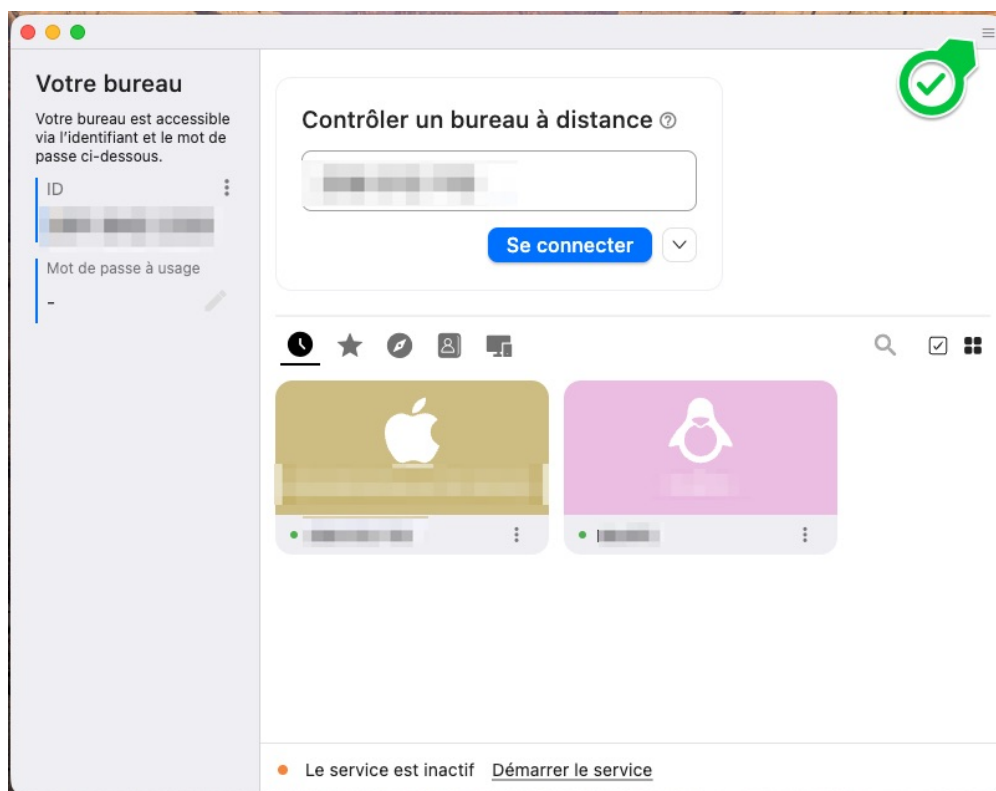 Votre bureau
Votre bureau est accessible
via l'identifiant et le mot de
passe ci-dessous.
ID
Mot de passe à usage
-
Contrôler un bureau à distance
Se connecter
Le service est inactif Démarrer le service